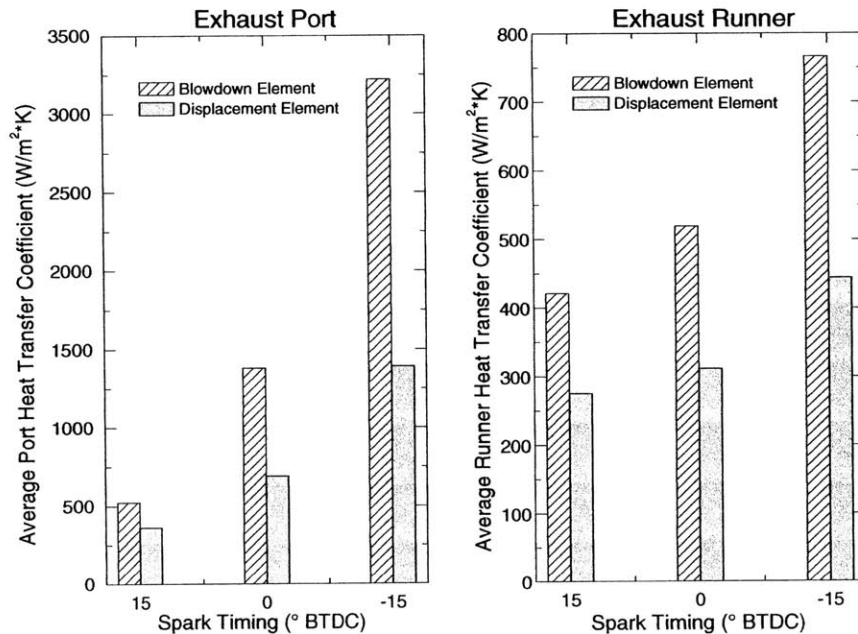 Exhaust Port
Average Port Heat Transfer Coefficient (W/m²*K)
3500
3000
2500
2000
1500
1000
500
0
Blowdown Element
Displacement Element
15
0
-15
Spark Timing (° BTDC)
Exhaust Runner
Average Runner Heat Transfer Coefficient (W/m²*K)
800
700
600
500
400
300
200
100
0
Blowdown Element
Displacement Element
15
0
-15
Spark Timing (° BTDC)